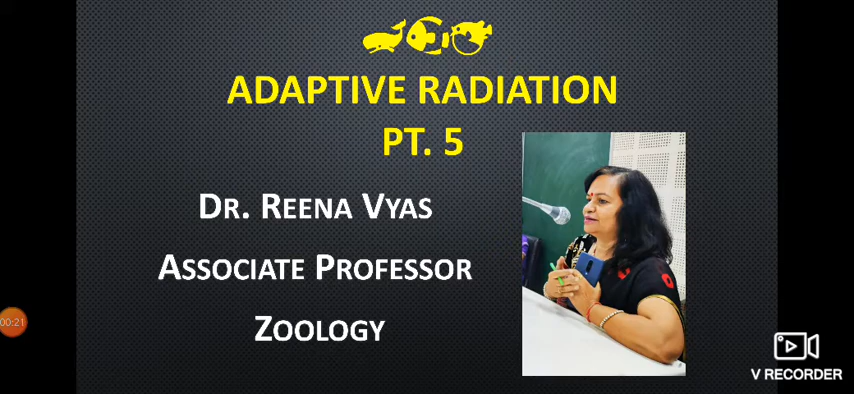 ADAPTIVE RADIATION
PT. 5
DR. REENA VYAS
ASSOCIATE PROFESSOR
ZOOLOGY
00:21
V RECORDER